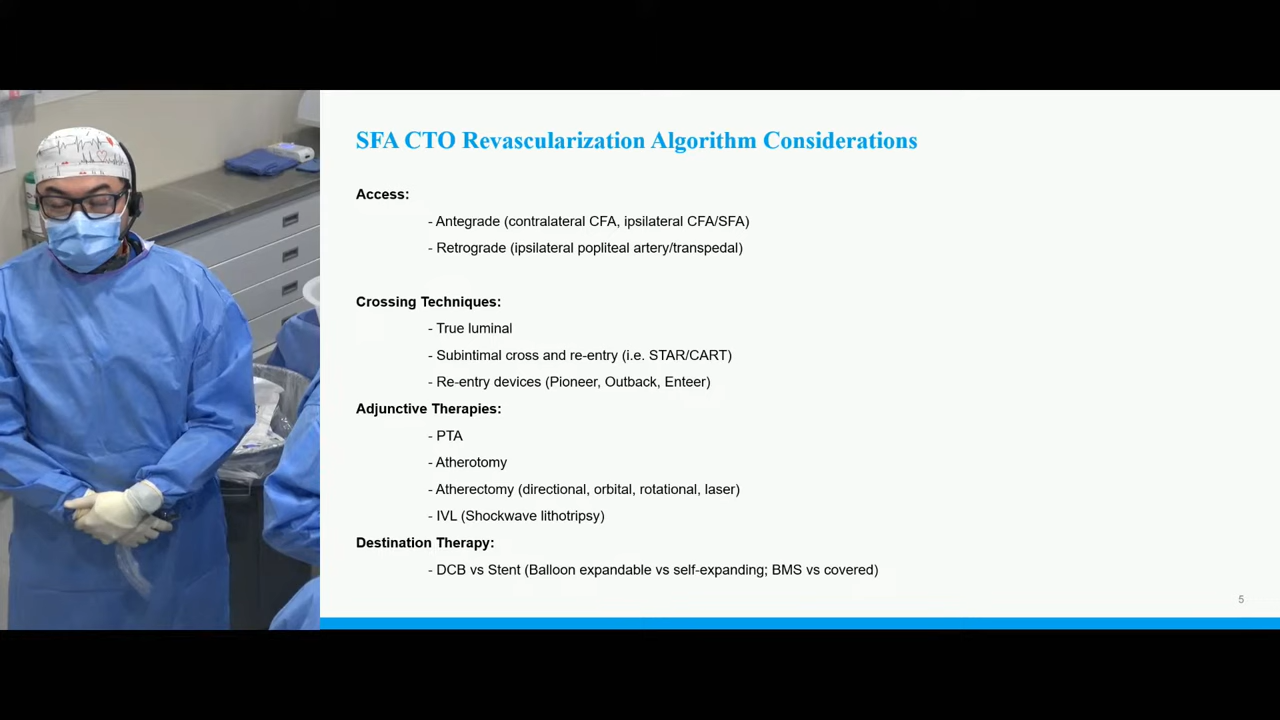 SFA CTO Revascularization Algorithm Considerations
Access:
- Antegrade (contralateral CFA, ipsilateral CFA/SFA)
- Retrograde (ipsilateral popliteal artery/transpedal)
Crossing Techniques:
- True luminal
- Subintimal cross and re-entry (i.e. STAR/CART)
- Re-entry devices (Pioneer, Outback, Enteer)
Adjunctive Therapies:
- PTA
- Atherotomy
- Atherectomy (directional, orbital, rotational, laser)
- IVL (Shockwave lithotripsy)
Destination Therapy:
- DCB vs Stent (Balloon expandable vs self-expanding; BMS vs covered)
5